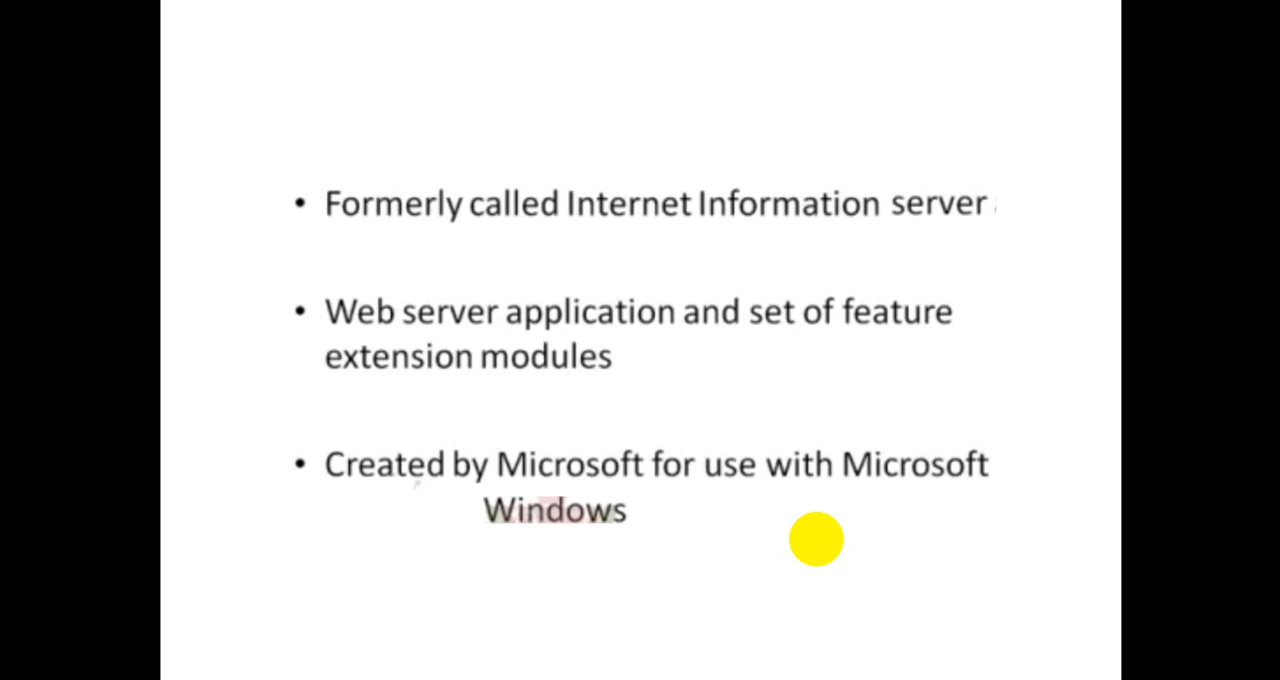 • Formerly called Internet Information server
• Web server application and set of feature
extension modules
• Created by Microsoft for use with Microsoft
Windows